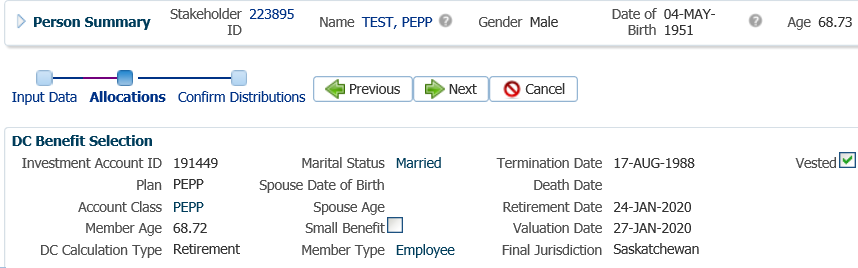 Person Summary Stakeholder ID 223895 Name TEST, PEPP Gender Male Date of Birth 04-MAY-1951 Age 68.73
Input Data Allocations Confirm Distributions Previous Next Cancel
DC Benefit Selection
Investment Account ID 191449 Marital Status Married Termination Date 17-AUG-1988 Vested
Plan PEPP Spouse Date of Birth Death Date
Account Class PEPP Spouse Age Retirement Date 24-JAN-2020
Member Age 68.72 Small Benefit Valuation Date 27-JAN-2020
DC Calculation Type Retirement Member Type Employee Final Jurisdiction Saskatchewan